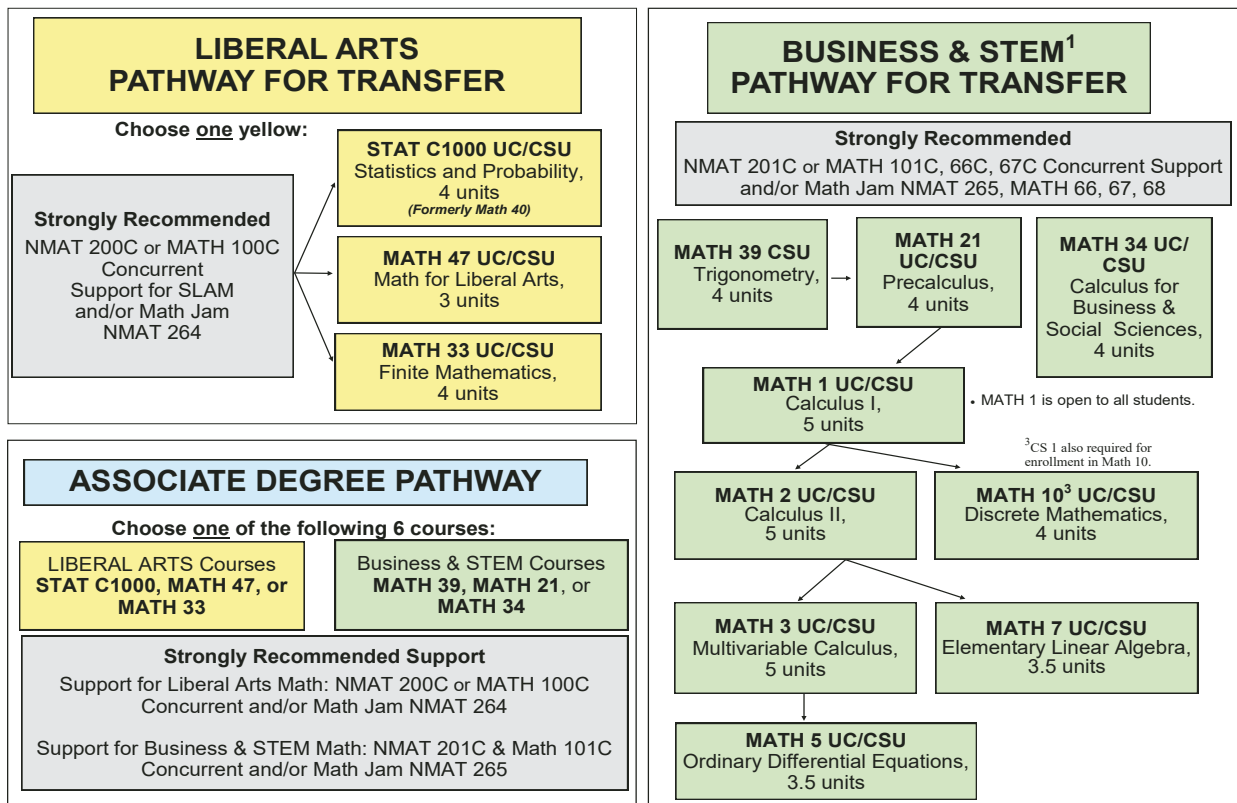 LIBERAL ARTS
PATHWAY FOR TRANSFER
Choose one yellow:
Strongly Recommended
NMAT 200C or MATH 100C
Concurrent
Support for SLAM
and/or Math Jam
NMAT 264
STAT C1000 UC/CSU
Statistics and Probability,
4 units
(Formerly Math 40)
MATH 47 UC/CSU
Math for Liberal Arts,
3 units
MATH 33 UC/CSU
Finite Mathematics,
4 units
ASSOCIATE DEGREE PATHWAY
Choose one of the following 6 courses:
LIBERAL ARTS Courses
STAT C1000, MATH 47, or
MATH 33
Business & STEM Courses
MATH 39, MATH 21, or
MATH 34
Strongly Recommended Support
Support for Liberal Arts Math: NMAT 200C or MATH 100C
Concurrent and/or Math Jam NMAT 264
Support for Business & STEM Math: NMAT 201C & Math 101C
Concurrent and/or Math Jam NMAT 265
BUSINESS & STEM¹
PATHWAY FOR TRANSFER
Strongly Recommended
NMAT 201C or MATH 101C, 66C, 67C Concurrent Support
and/or Math Jam NMAT 265, MATH 66, 67, 68
MATH 39 CSU
Trigonometry,
4 units
MATH 21
UC/CSU
Precalculus,
4 units
MATH 34 UC/
CSU
Calculus for
Business &
Social Sciences,
4 units
MATH 1 UC/CSU
Calculus I,
5 units
• MATH 1 is open to all students.
³CS 1 also required for
enrollment in Math 10.
MATH 2 UC/CSU
Calculus II,
5 units
MATH 10³ UC/CSU
Discrete Mathematics,
4 units
MATH 3 UC/CSU
Multivariable Calculus,
5 units
MATH 7 UC/CSU
Elementary Linear Algebra,
3.5 units
MATH 5 UC/CSU
Ordinary Differential Equations,
3.5 units